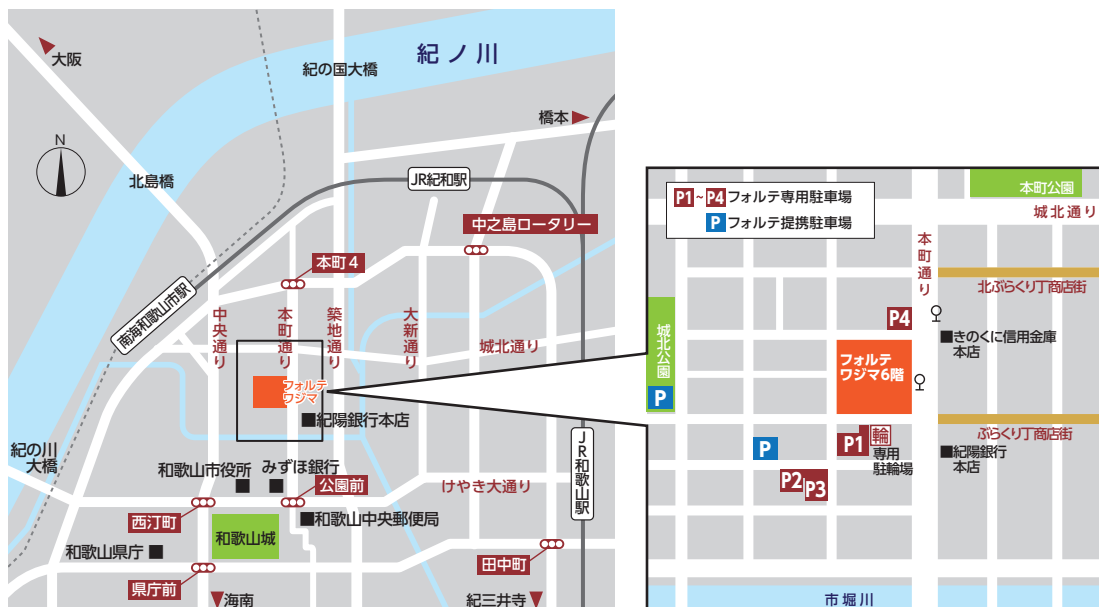 大阪
紀の国大橋
紀ノ川
橋本
N
北島橋
JR紀和駅
中之島ロータリー
本町4
南海和歌山市駅
中央通り
本町通り
築地通り
大新通り
城北通り
フォルテ
ワジマ
■紀陽銀行本店
紀の川
大橋
和歌山市役所
みずほ銀行
公園前
けやき大通り
JR和歌山駅
西汀町
和歌山城
■和歌山中央郵便局
和歌山県庁
県庁前
田中町
海南
紀三井寺
P1~P4 フォルテ専用駐車場
P フォルテ提携駐車場
本町公園
城北通り
本町通り
北ぶらくり丁商店街
城北公園
P
P4
■きのくに信用金庫
本店
フォルテ
ワジマ6階
ぶらくり丁商店街
P
P1
輪
専用
駐輪場
■紀陽銀行
本店
P2
P3
市堀川